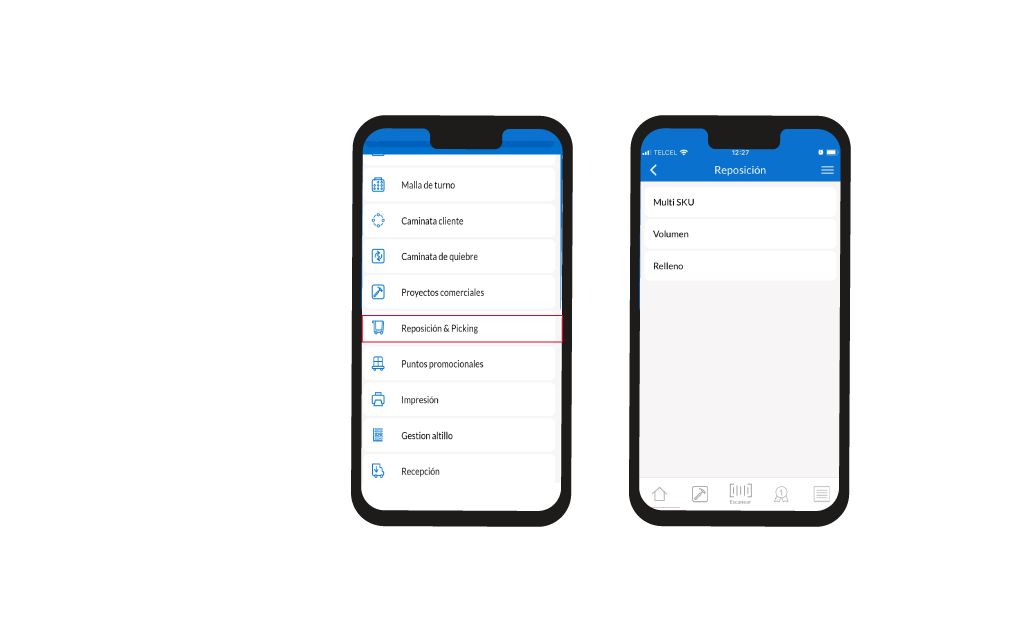 Malla de turno
Caminata cliente
Caminata de quiebre
Proyectos comerciales
Reposición & Picking
Puntos promocionales
Impresión
Gestion altillo
Recepción
TELCEL
12:27
Reposición
Multi SKU
Volumen
Relleno
1
Escanear